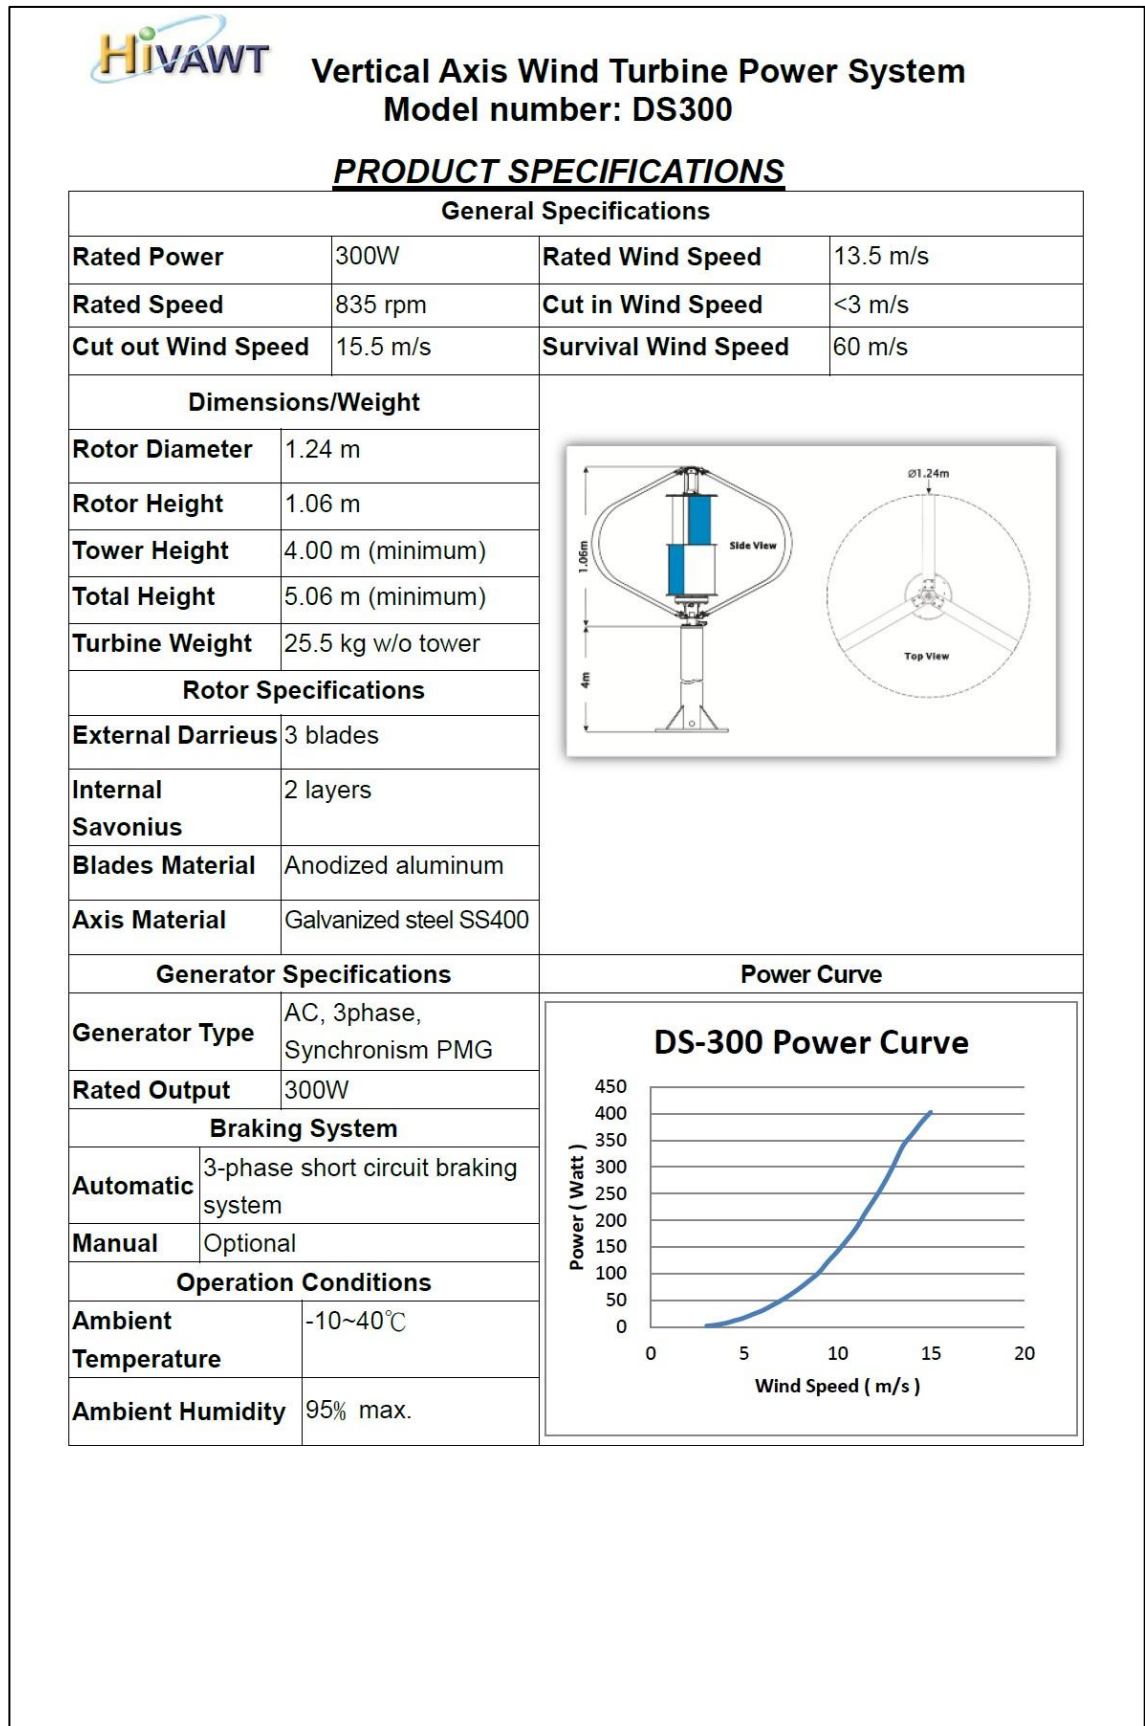 HiVAWT
Vertical Axis Wind Turbine Power System
Model number: DS300
PRODUCT SPECIFICATIONS
General Specifications
Rated Power 300W Rated Wind Speed 13.5 m/s
Rated Speed 835 rpm Cut in Wind Speed <3 m/s
Cut out Wind Speed 15.5 m/s Survival Wind Speed 60 m/s
Dimensions/Weight
Rotor Diameter 1.24 m
Rotor Height 1.06 m
Tower Height 4.00 m (minimum)
Total Height 5.06 m (minimum)
Turbine Weight 25.5 kg w/o tower
1.06m
4m
Side View
Ø1.24m
Top View
Rotor Specifications
External Darrieus 3 blades
Internal
Savonius
2 layers
Blades Material Anodized aluminum
Axis Material Galvanized steel SS400
Generator Specifications
Generator Type
AC, 3phase,
Synchronism PMG
Rated Output 300W
Braking System
Automatic
3-phase short circuit braking
system
Manual Optional
Operation Conditions
Ambient
Temperature
-10~40℃
Ambient Humidity 95% max.
Power Curve
DS-300 Power Curve
Power ( Watt )
450
400
350
300
250
200
150
100
50
0
0 5 10 15 20
Wind Speed ( m/s )